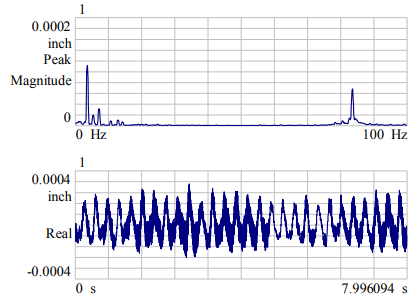 1
0.0002
inch
Peak
Magnitude
0
0 Hz 100 Hz
1
0.0004
inch
Real
-0.0004
0 s 7.996094 s